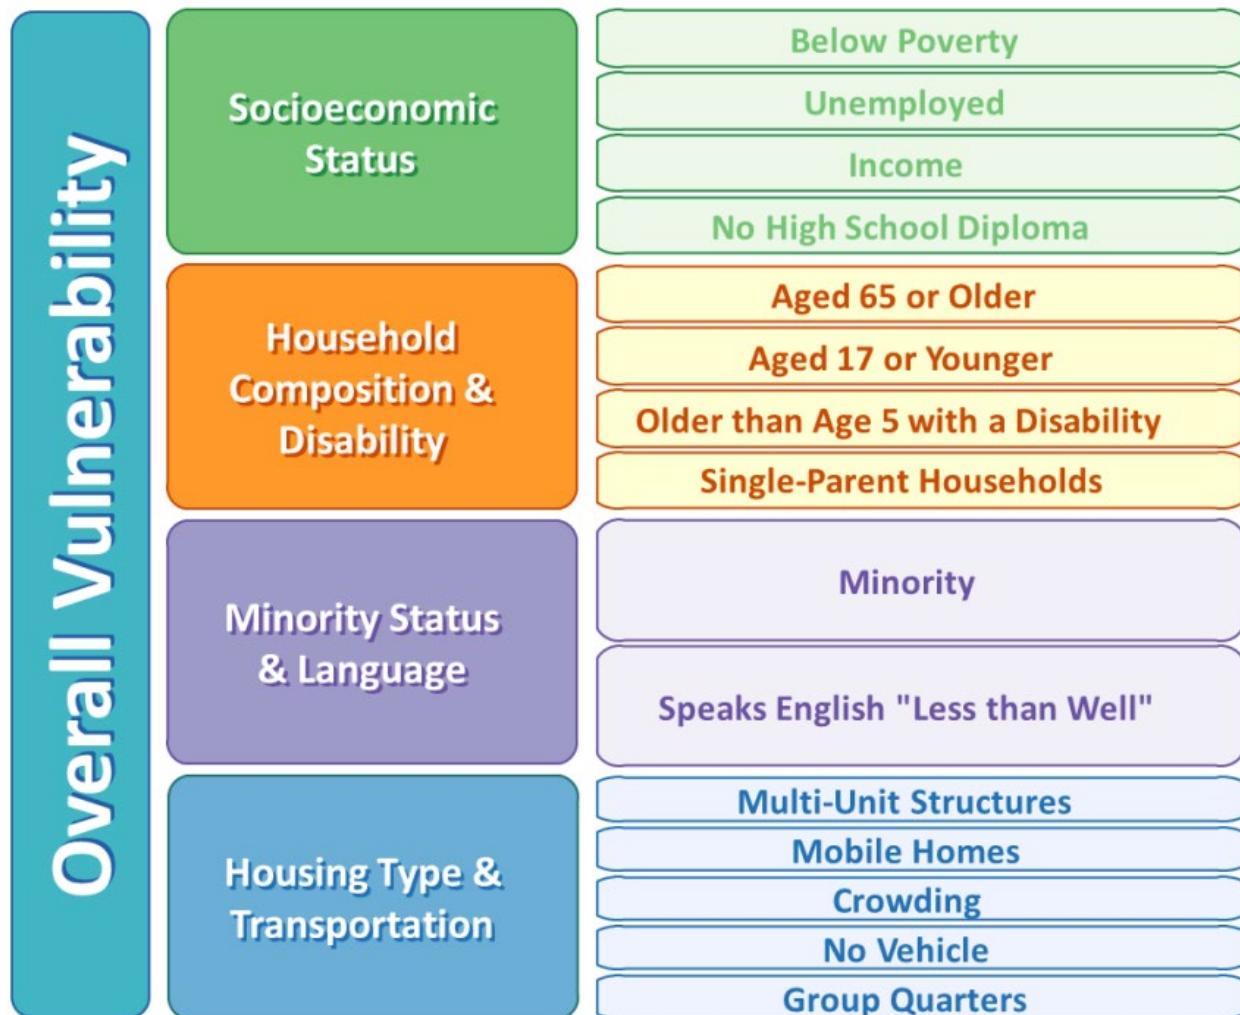 Overall Vulnerability
Socioeconomic
Status
Below Poverty
Unemployed
Income
No High School Diploma
Household
Composition &
Disability
Aged 65 or Older
Aged 17 or Younger
Older than Age 5 with a Disability
Single-Parent Households
Minority Status
& Language
Minority
Speaks English "Less than Well"
Housing Type &
Transportation
Multi-Unit Structures
Mobile Homes
Crowding
No Vehicle
Group Quarters